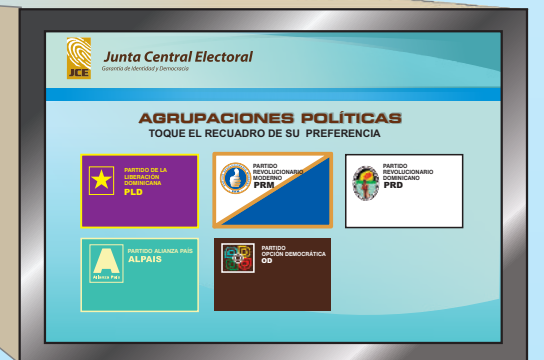 JCE
Junta Central Electoral
Garantía de Identidad y Democracia
AGRUPACIONES POLÍTICAS
TOQUE EL RECUADRO DE SU PREFERENCIA
PARTIDO DE LA
LIBERACIÓN
DOMINICANA
PLD
PARTIDO
REVOLUCIONARIO
MODERNO
PRM
PARTIDO
REVOLUCIONARIO
DOMINICANO
PRD
A
Alianza País
PARTIDO ALIANZA PAÍS
ALPAIS
PARTIDO
OPCIÓN DEMOCRÁTICA
OD